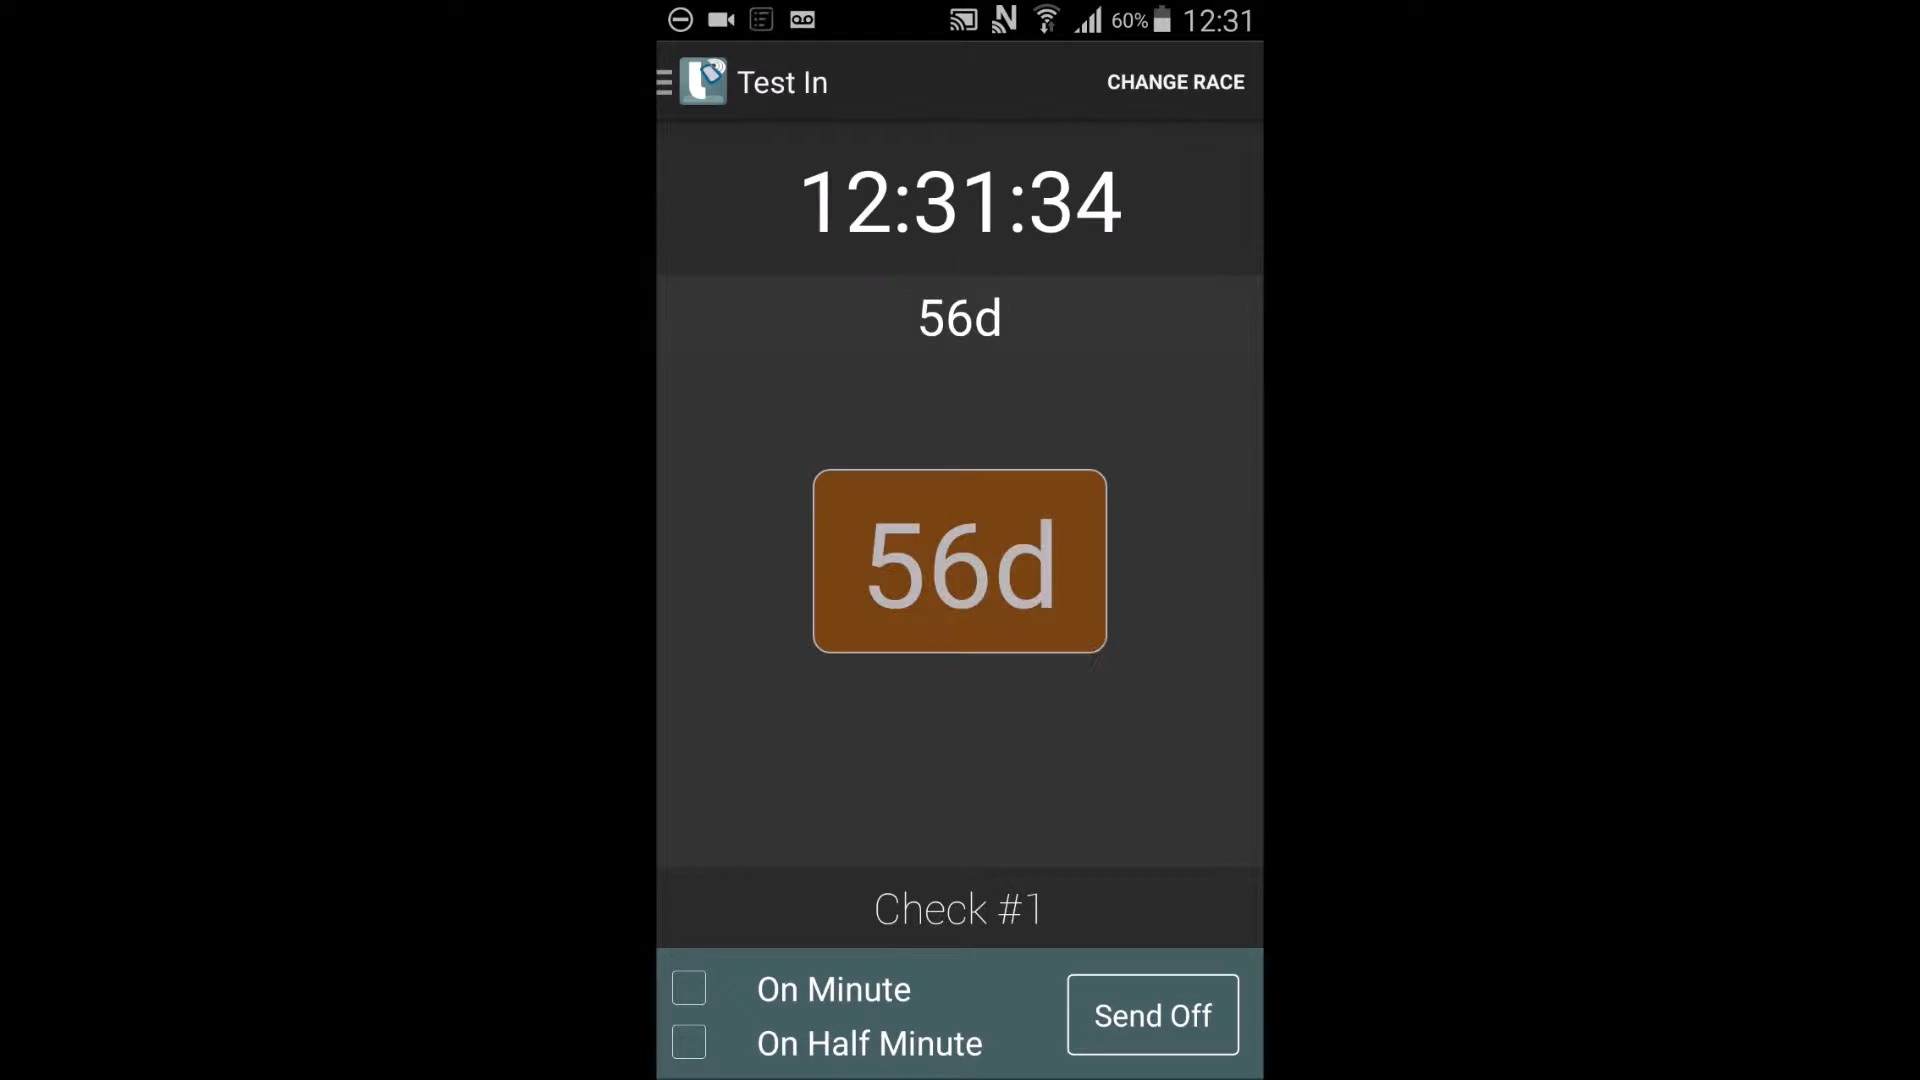 60% 12:31
Test In CHANGE RACE
12:31:34
56d
56d
Check #1
On Minute
Send Off
On Half Minute